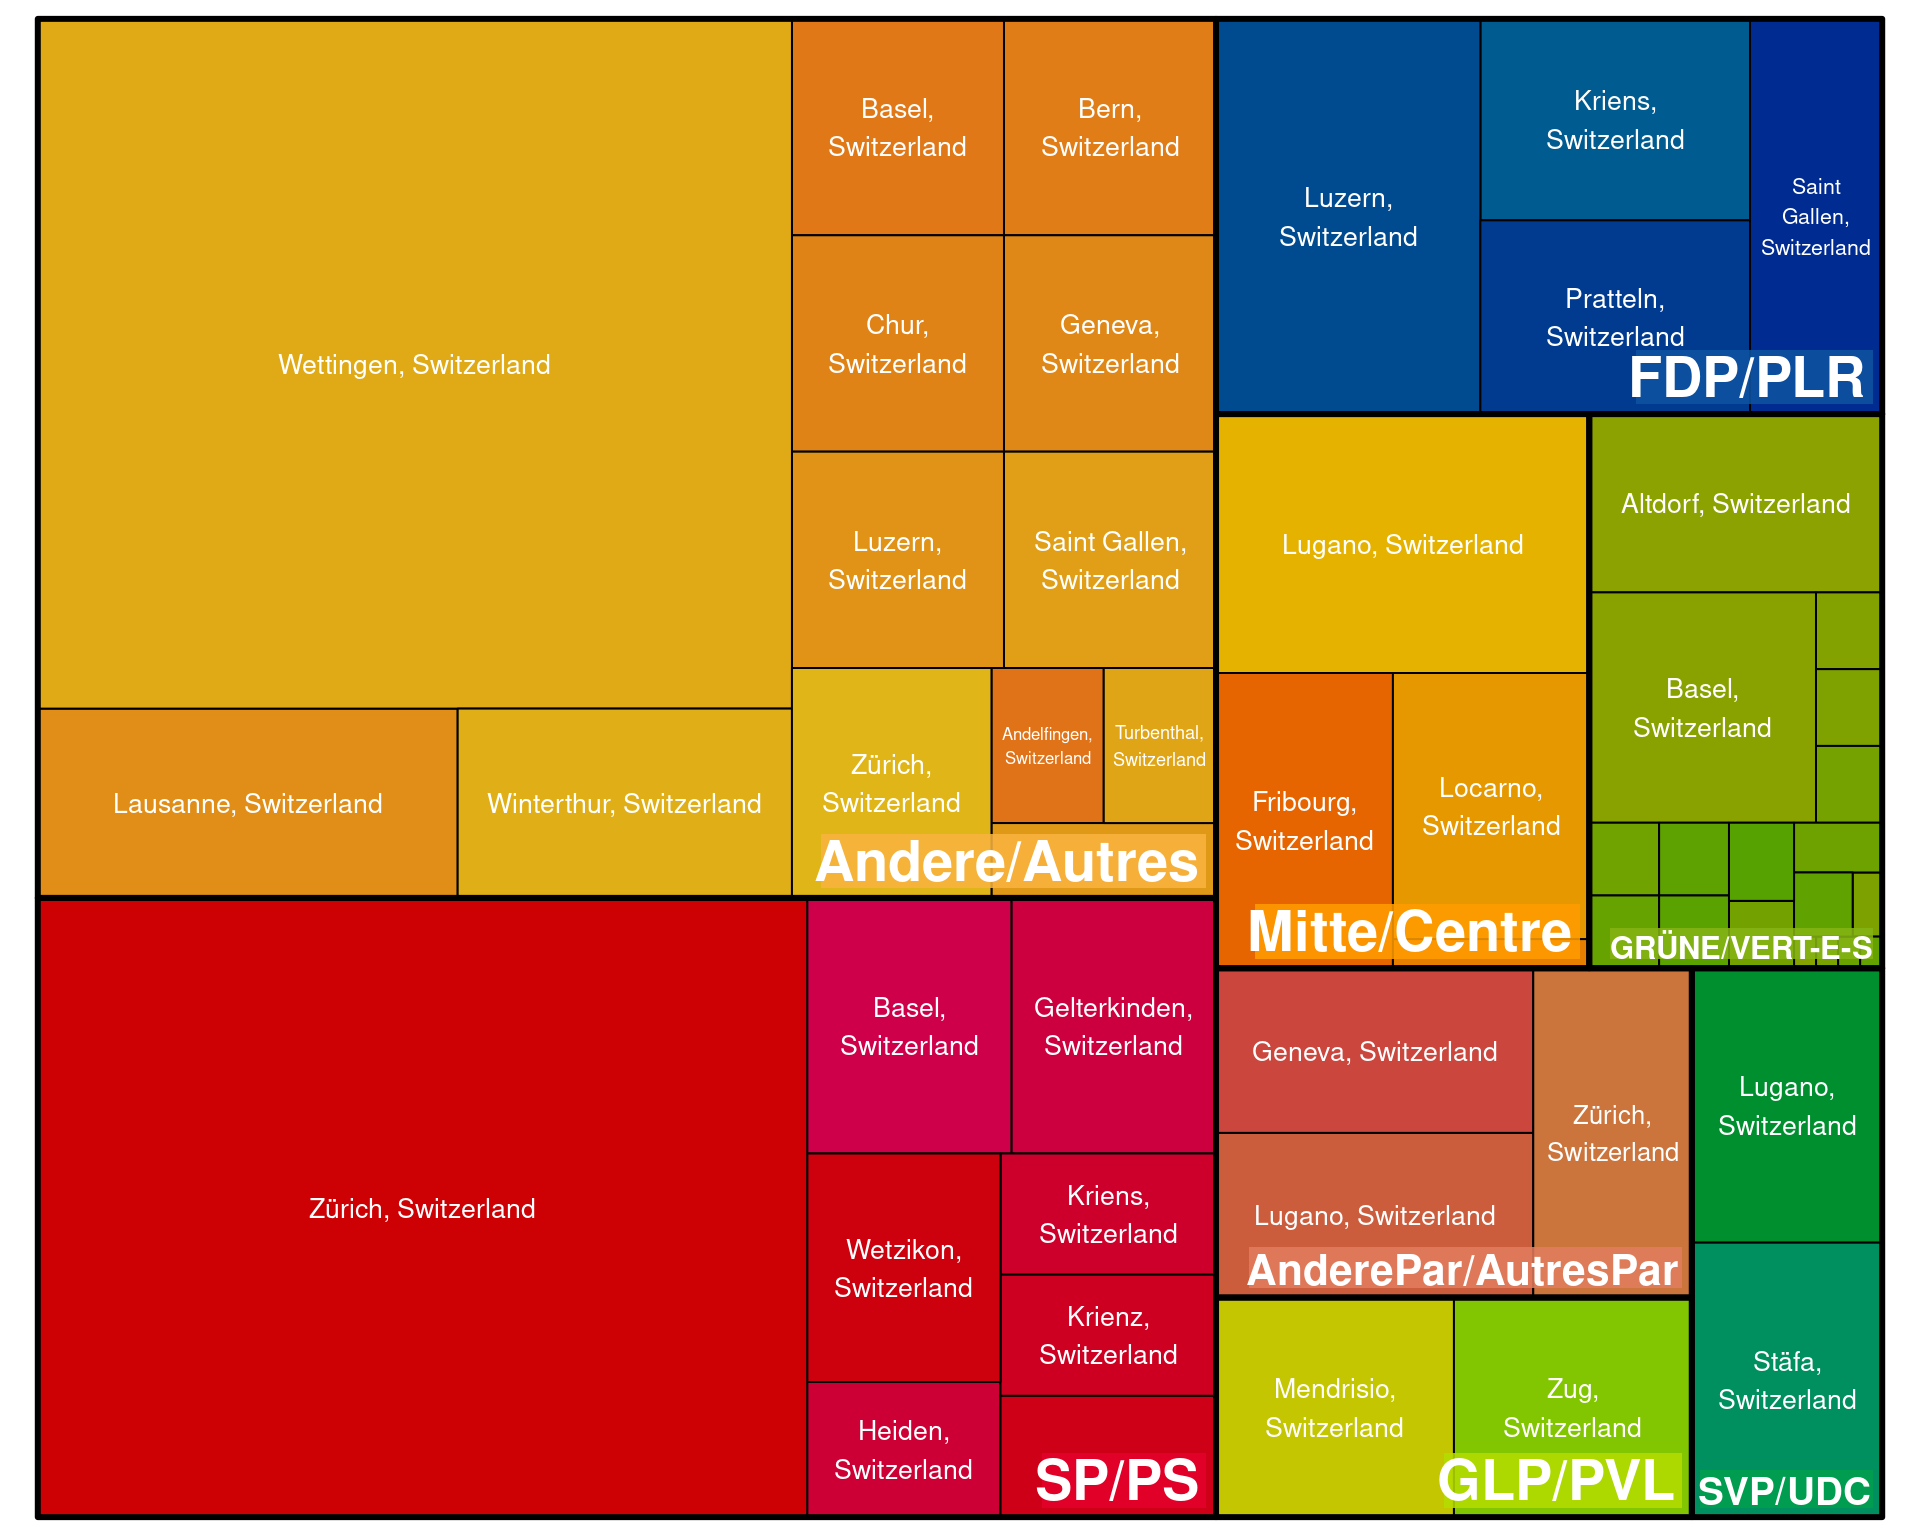 Wettingen, Switzerland
Lausanne, Switzerland
Winterthur, Switzerland
Basel,
Switzerland
Bern,
Switzerland
Chur,
Switzerland
Geneva,
Switzerland
Luzern,
Switzerland
Saint Gallen,
Switzerland
Zürich,
Switzerland
Andelfingen,
Switzerland
Turbenthal,
Switzerland
Andere/Autres
Zürich, Switzerland
Basel,
Switzerland
Gelterkinden,
Switzerland
Wetzikon,
Switzerland
Kriens,
Switzerland
Krienz,
Switzerland
Heiden,
Switzerland
SP/PS
Luzern,
Switzerland
Kriens,
Switzerland
Pratteln,
Switzerland
Saint
Gallen,
Switzerland
FDP/PLR
Lugano, Switzerland
Fribourg,
Switzerland
Locarno,
Switzerland
Mitte/Centre
Altdorf, Switzerland
Basel,
Switzerland
GRÜNE/VERT-E-S
Geneva, Switzerland
Lugano, Switzerland
Zürich,
Switzerland
AnderePar/AutresPar
Mendrisio,
Switzerland
Zug,
Switzerland
GLP/PVL
Lugano,
Switzerland
Stäfa,
Switzerland
SVP/UDC